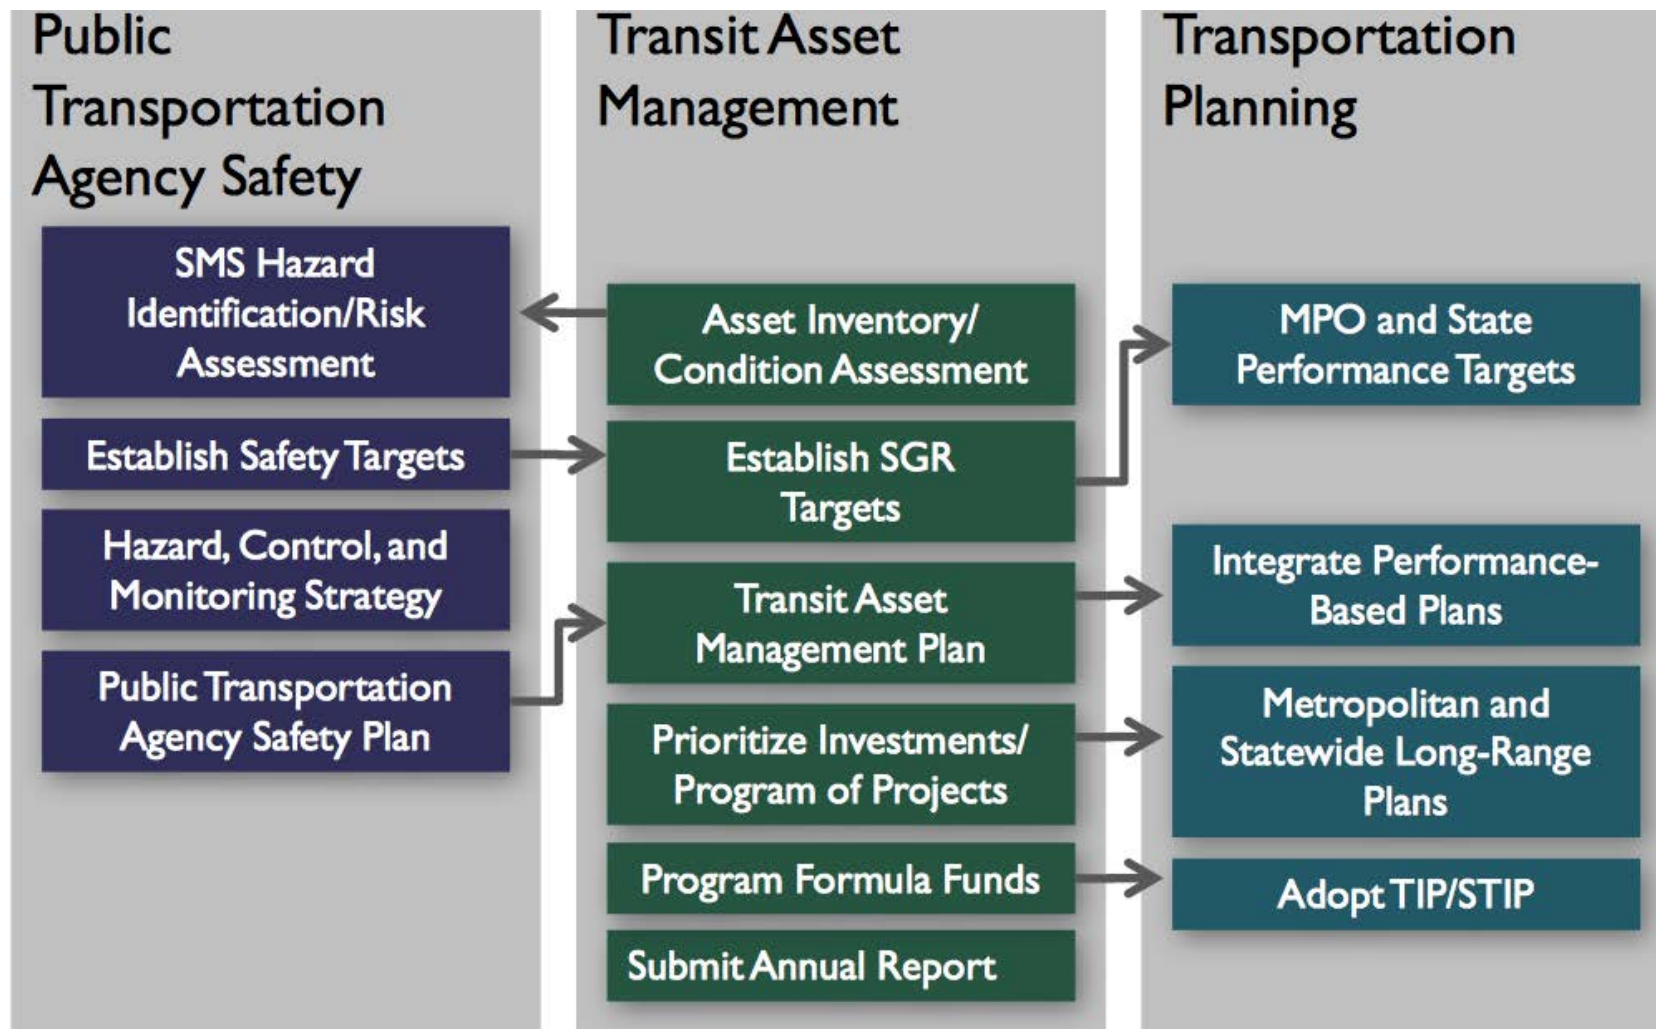 Public
Transportation
Agency Safety
SMS Hazard
Identification/Risk
Assessment
Establish Safety Targets
Hazard, Control, and
Monitoring Strategy
Public Transportation
Agency Safety Plan
Transit Asset
Management
Asset Inventory/
Condition Assessment
Establish SGR
Targets
Transit Asset
Management Plan
Prioritize Investments/
Program of Projects
Program Formula Funds
Submit Annual Report
Transportation
Planning
MPO and State
Performance Targets
Integrate Performance-
Based Plans
Metropolitan and
Statewide Long-Range
Plans
Adopt TIP/STIP